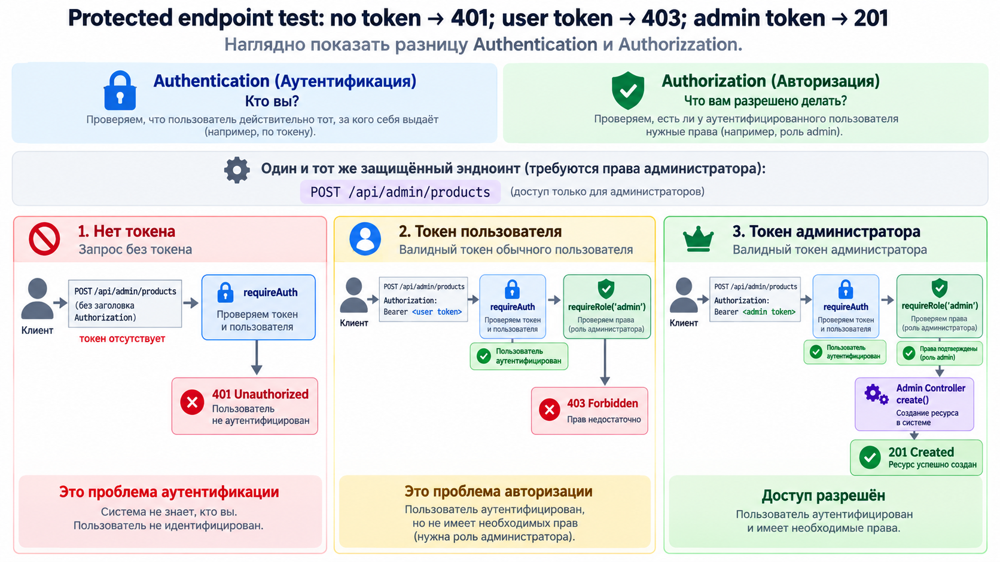 Protected endpoint test: no token → 401; user token → 403; admin token → 201
Наглядно показать разницу Authentication и Authorizzation.
Authentication (Аутентификация)
Кто вы?
Проверяем, что пользователь действительно тот, за кого себя выдаёт
(например, по токену).
Authorization (Авторизация)
Что вам разрешено делать?
Проверяем, есть ли у аутентифицированного пользователя
нужные права (например, роль admin).
Один и тот же защищённый эндноинт (требуются права администратора):
POST /api/admin/products (доступ только для администраторов)
1. Нет токена
Запрос без токена
Клиент
POST /api/admin/products
(без заголовка
Authorization)
токен отсутствует
requireAuth
Проверяем токен
и пользователя
401 Unauthorized
Пользователь
не аутентифицирован
Это проблема аутентификации
Система не знает, кто вы.
Пользователь не идентифицирован.
2. Токен пользователя
Валидный токен обычного пользователя
Клиент
POST /api/admin/products
Authorization:
Bearer <user token>
requireAuth
Проверяем токен
и пользователя
Пользователь
аутентифицирован
requireRole('admin')
Проверяем права
(роль администратора)
403 Forbidden
Прав недостаточно
Это проблема авторизации
Пользователь аутентифицирован,
но не имеет необходимых прав
(нужна роль администратора).
3. Токен администратора
Валидный токен администратора
Клиент
POST /api/admin/products
Authorization:
Bearer <admin token>
requireAuth
Проверяем токен
и пользователя
Пользователь
аутентифицирован
requireRole('admin')
Проверяем права
(роль администратора)
Права подтверждены
(роль admin)
Admin Controller
create()
Создание ресурса
в системе
201 Created
Ресурс успешно создан
Доступ разрешён
Пользователь аутентифицирован
и имеет необходимые права.